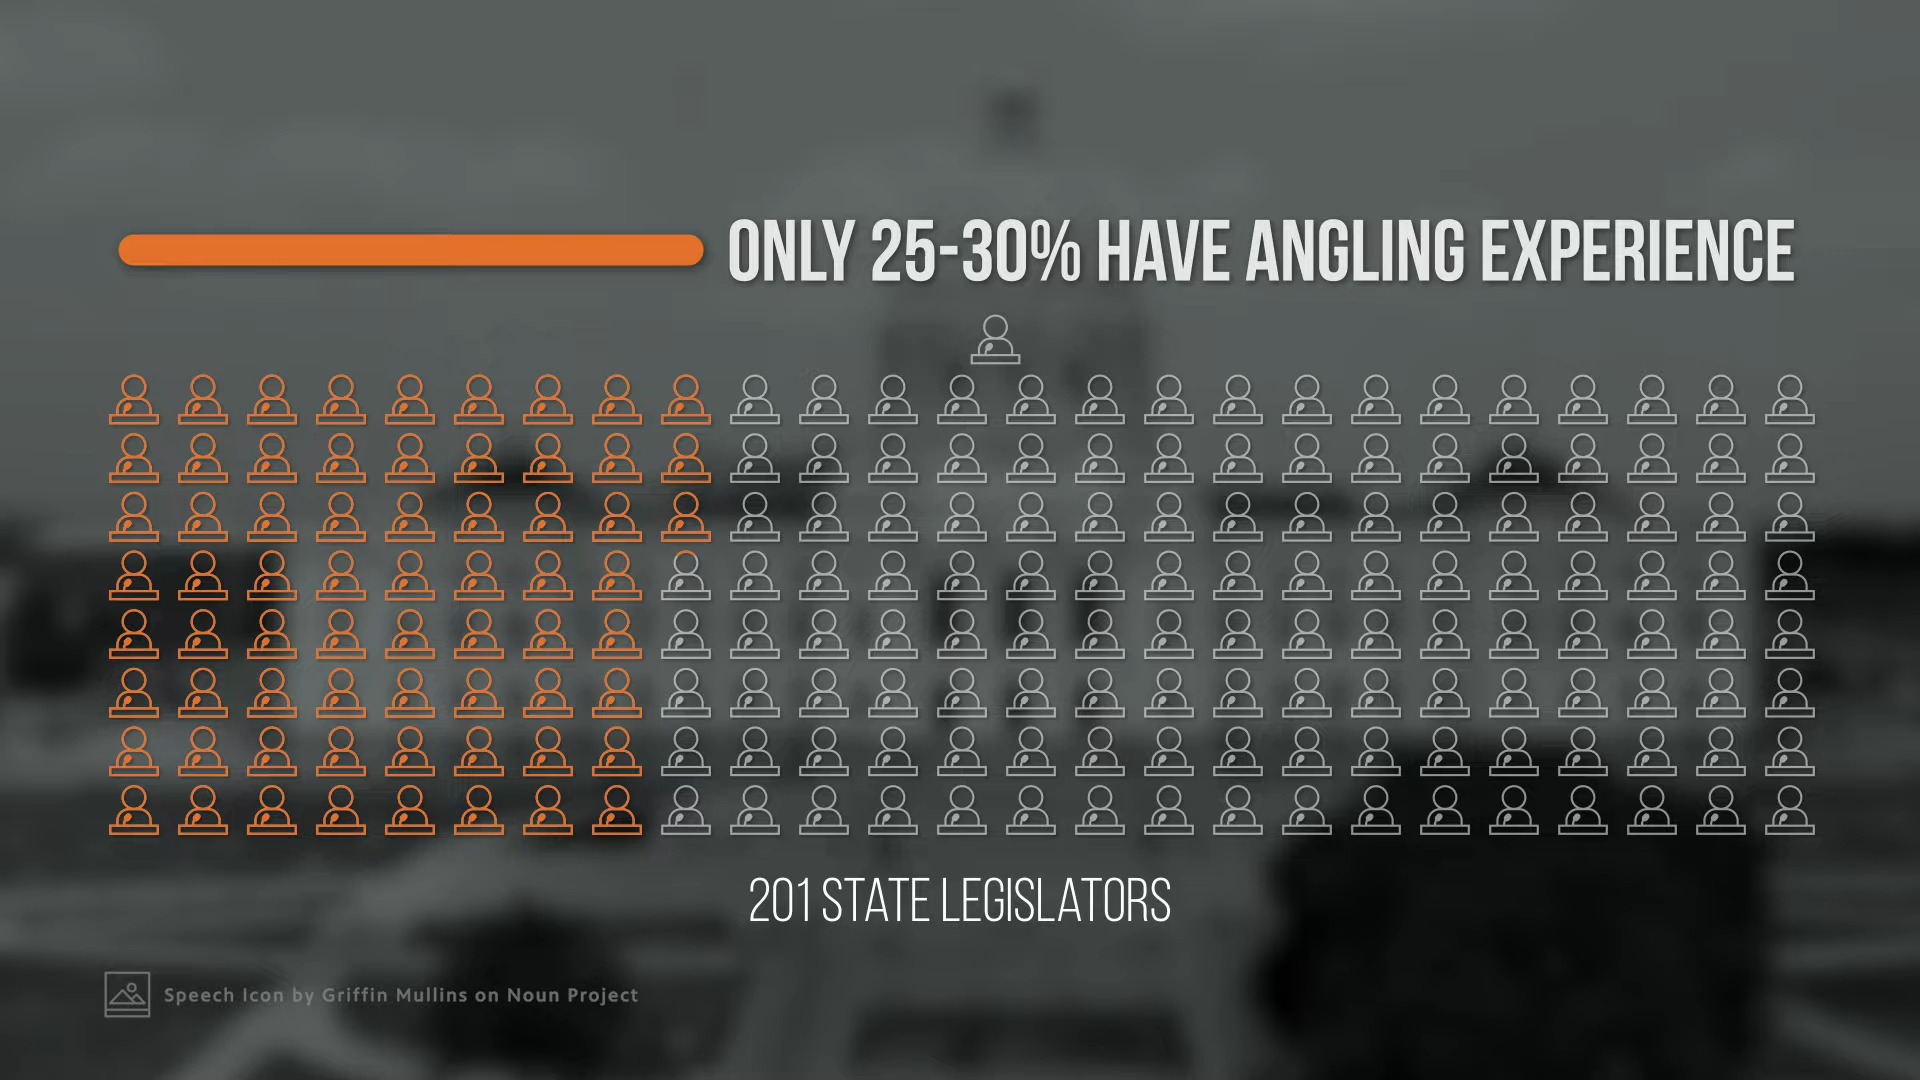 ONLY 25-30% HAVE ANGLING EXPERIENCE
201 STATE LEGISLATORS
Speech Icon by Griffin Mullins on Noun Project